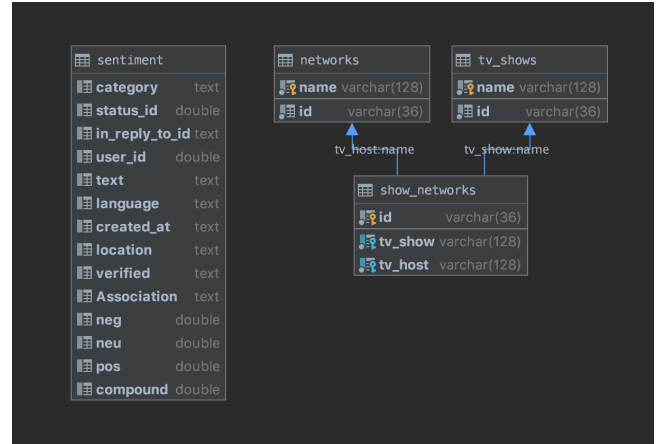 sentiment
category text
status_id double
in_reply_to_id text
user_id double
text text
language text
created_at text
location text
verified text
Association text
neg double
neu double
pos double
compound double
networks
name varchar(128)
id varchar(36)
tv_shows
name varchar(128)
id varchar(36)
tv_host:name
tv_show:name
show_networks
id varchar(36)
tv_show varchar(128)
tv_host varchar(128)